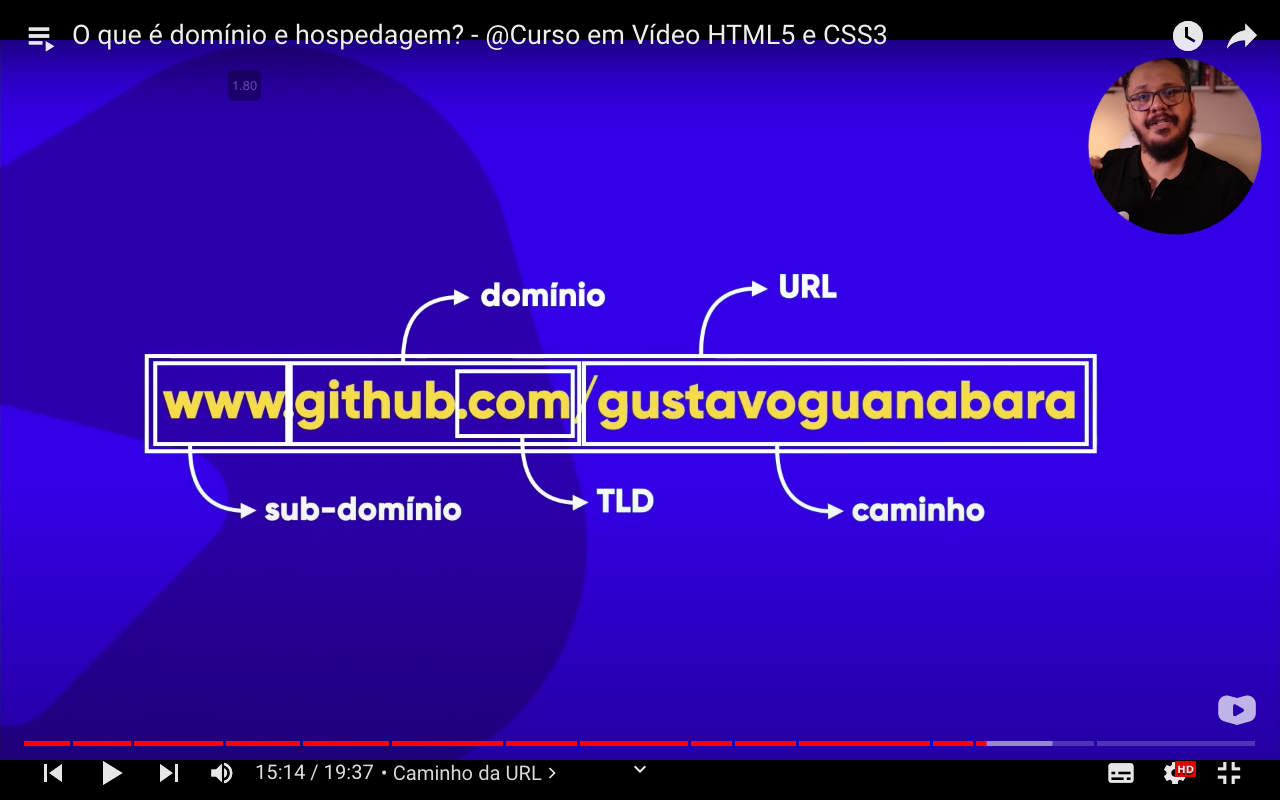 O que é domínio e hospedagem? - @Curso em Vídeo HTML5 e CSS3
1.80
domínio
URL
www.github.com/gustavoguanabara
sub-domínio
TLD
caminho
15:14 / 19:37 • Caminho da URL ›
HD